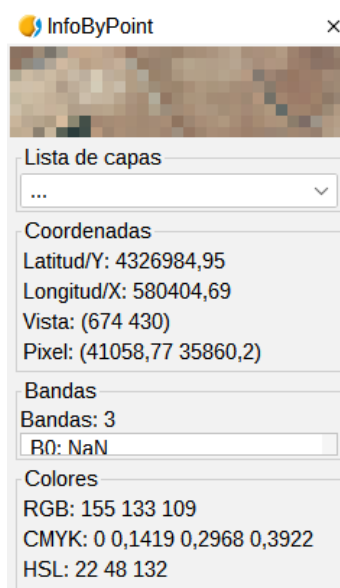 InfoByPoint
Lista de capas
...
Coordenadas
Latitud/Y: 4326984,95
Longitud/X: 580404,69
Vista: (674 430)
Pixel: (41058,77 35860,2)
Bandas
Bandas: 3
B0: NaN
Colores
RGB: 155 133 109
CMYK: 0 0,1419 0,2968 0,3922
HSL: 22 48 132